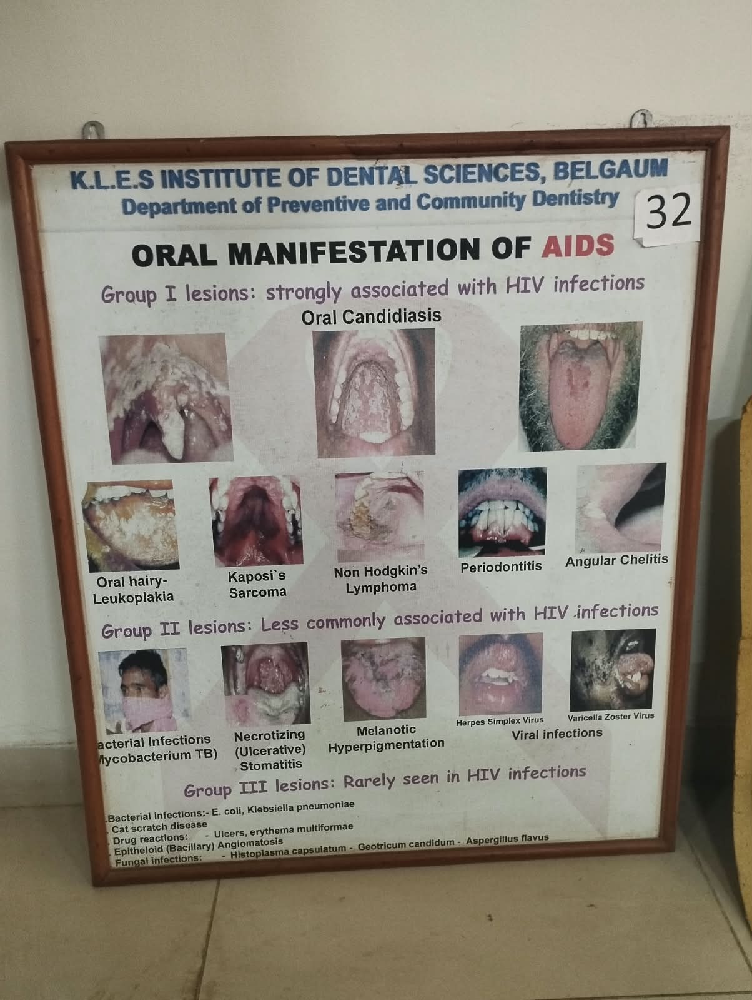 K.L.E.S INSTITUTE OF DENTAL SCIENCES, BELGAUM
Department of Preventive and Community Dentistry
32
ORAL MANIFESTATION OF AIDS
Group I lesions: strongly associated with HIV infections
Oral Candidiasis
Oral hairy-
Leukoplakia
Kaposi`s
Sarcoma
Non Hodgkin's
Lymphoma
Periodontitis
Angular Chelitis
Group II lesions: Less commonly associated with HIV infections
acterial Infections
Mycobacterium TB)
Necrotizing
(Ulcerative)
Stomatitis
Melanotic
Hyperpigmentation
Herpes Simplex Virus
Varicella Zoster Virus
Viral infections
Group III lesions: Rarely seen in HIV infections
.Bacterial infections:- E. coli, Klebsiella pneumoniae
. Cat scratch disease
. Drug reactions: - Ulcers, erythema multiformae
. Epitheloid (Bacillary) Angiomatosis
. Fungal infections: - Histoplasma capsulatum - Geotricum candidum - Aspergillus flavus